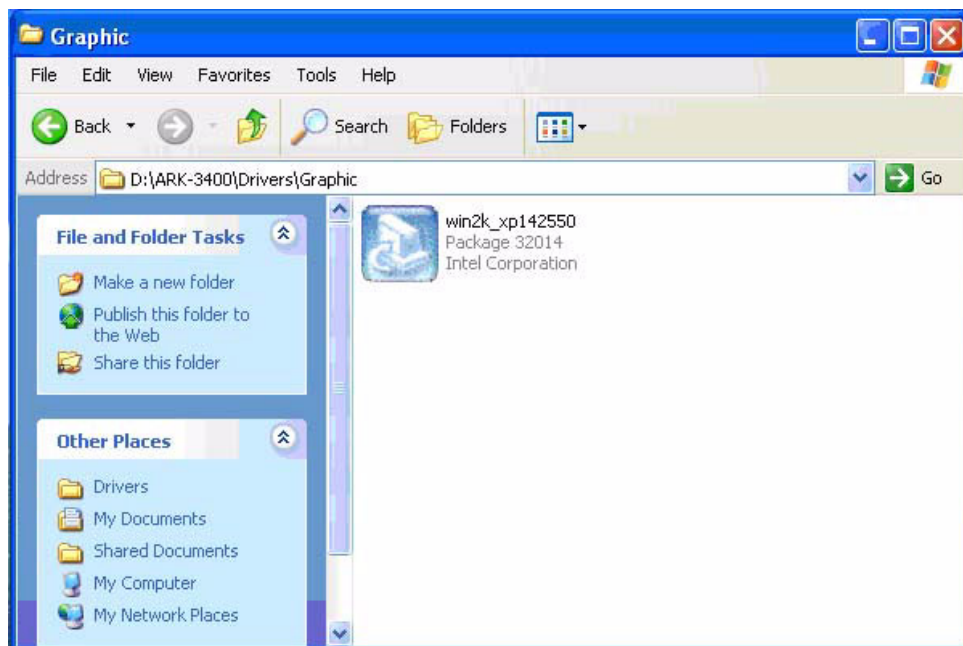 Graphic
File Edit View Favorites Tools Help
Back Search Folders
Address D:\ARK-3400\Drivers\Graphic Go
File and Folder Tasks
Make a new folder
Publish this folder to
the Web
Share this folder
Other Places
Drivers
My Documents
Shared Documents
My Computer
My Network Places
win2k_xp142550
Package 32014
Intel Corporation